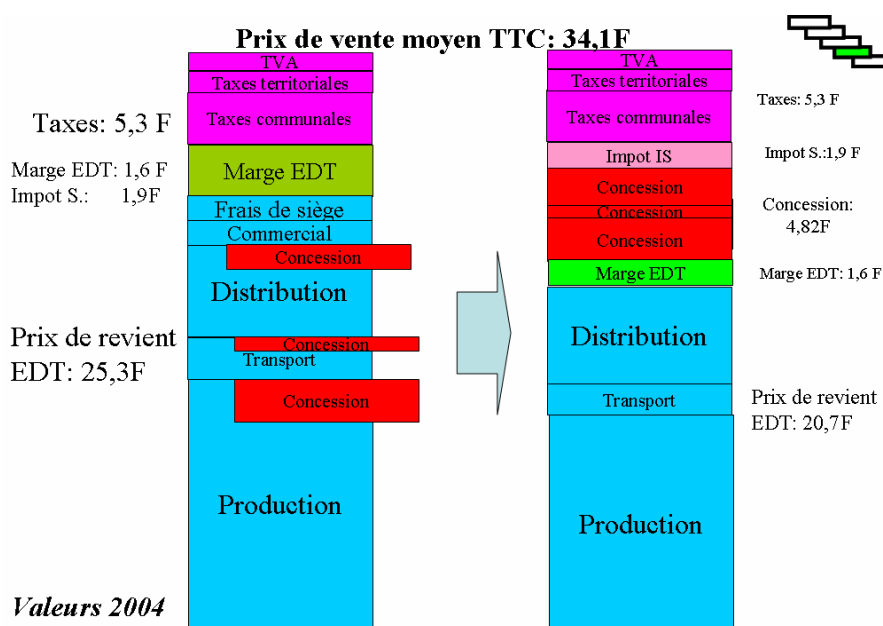 Prix de vente moyen TTC: 34,1F
TVA
Taxes territoriales
Taxes communales
Taxes: 5,3 F
Marge EDT: 1,6 F
Impot S.: 1,9F
Marge EDT
Frais de siège
Commercial
Concession
Distribution
Prix de revient
EDT: 25,3F
Concession
Transport
Concession
Production
Valeurs 2004
TVA
Taxes territoriales
Taxes communales
Taxes: 5,3 F
Impot IS
Impot S.:1,9 F
Concession
Concession
Concession
Concession:
4,82F
Marge EDT
Marge EDT: 1,6 F
Distribution
Transport
Prix de revient
EDT: 20,7F
Production